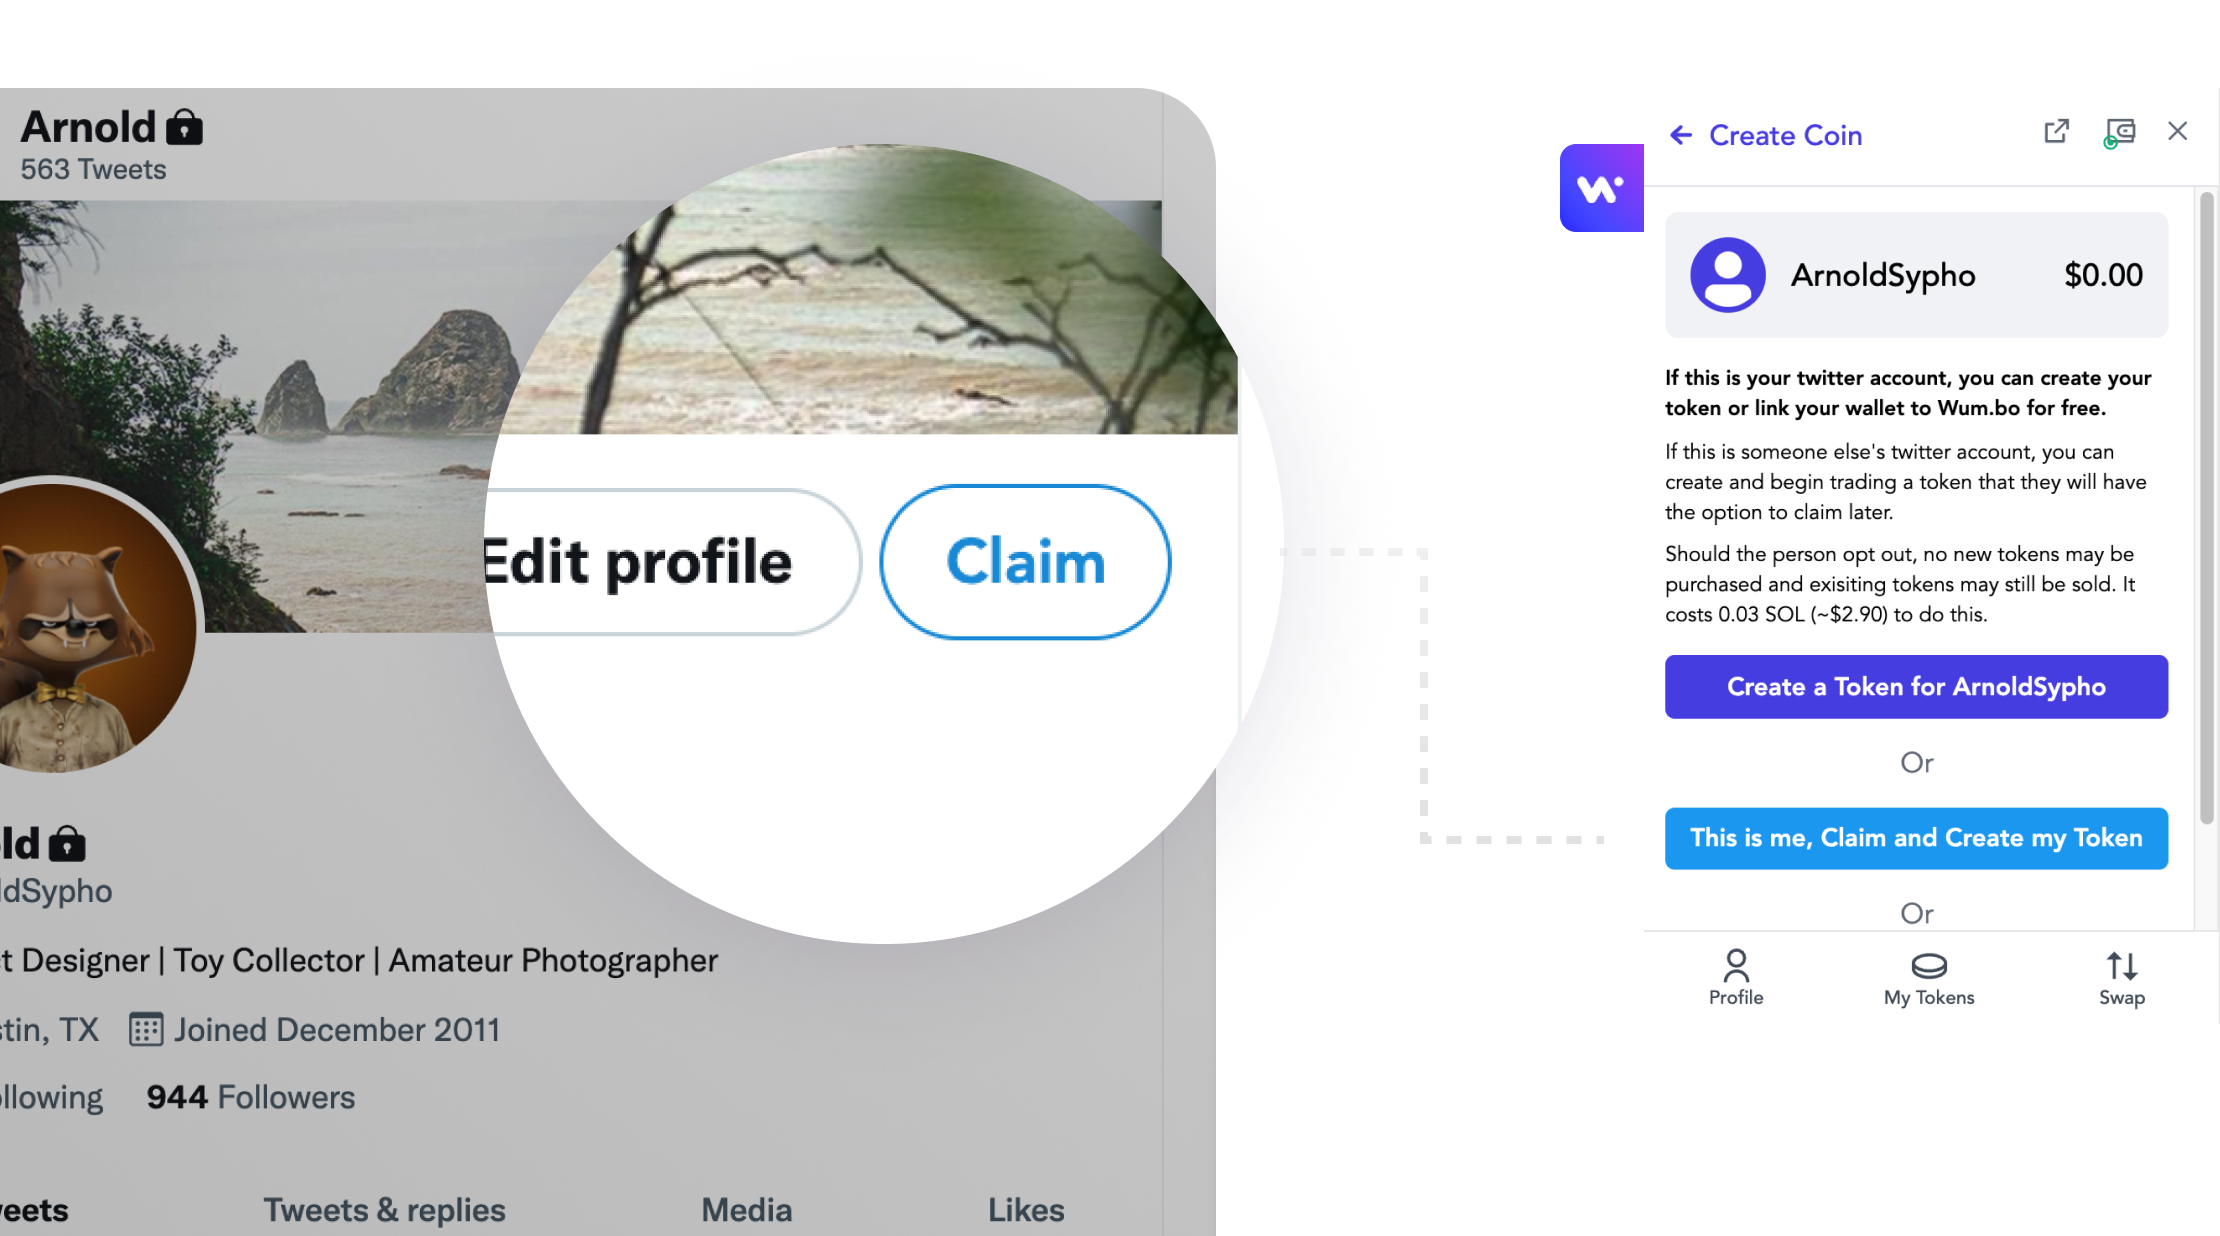 Arnold
563 Tweets
Edit profile
Claim
ld
ldSypho
t Designer | Toy Collector | Amateur Photographer
stin, TX Joined December 2011
llowing 944 Followers
eets Tweets & replies Media Likes
Create Coin
ArnoldSypho $0.00
If this is your twitter account, you can create your
token or link your wallet to Wum.bo for free.
If this is someone else's twitter account, you can
create and begin trading a token that they will have
the option to claim later.
Should the person opt out, no new tokens may be
purchased and exisiting tokens may still be sold. It
costs 0.03 SOL (~$2.90) to do this.
Create a Token for ArnoldSypho
Or
This is me, Claim and Create my Token
Or
Profile My Tokens Swap